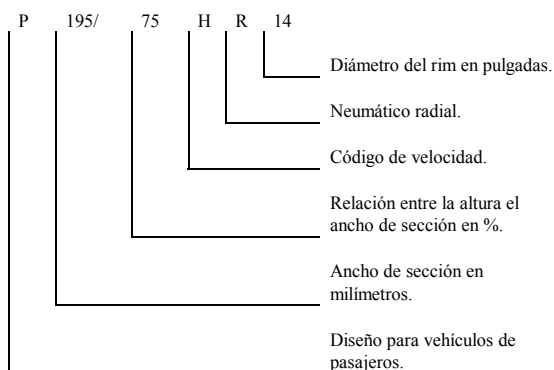 P 195/ 75 H R 14
Diámetro del rim en pulgadas.
Neumático radial.
Código de velocidad.
Relación entre la altura el
ancho de sección en %.
Ancho de sección en
milímetros.
Diseño para vehículos de
pasajeros.